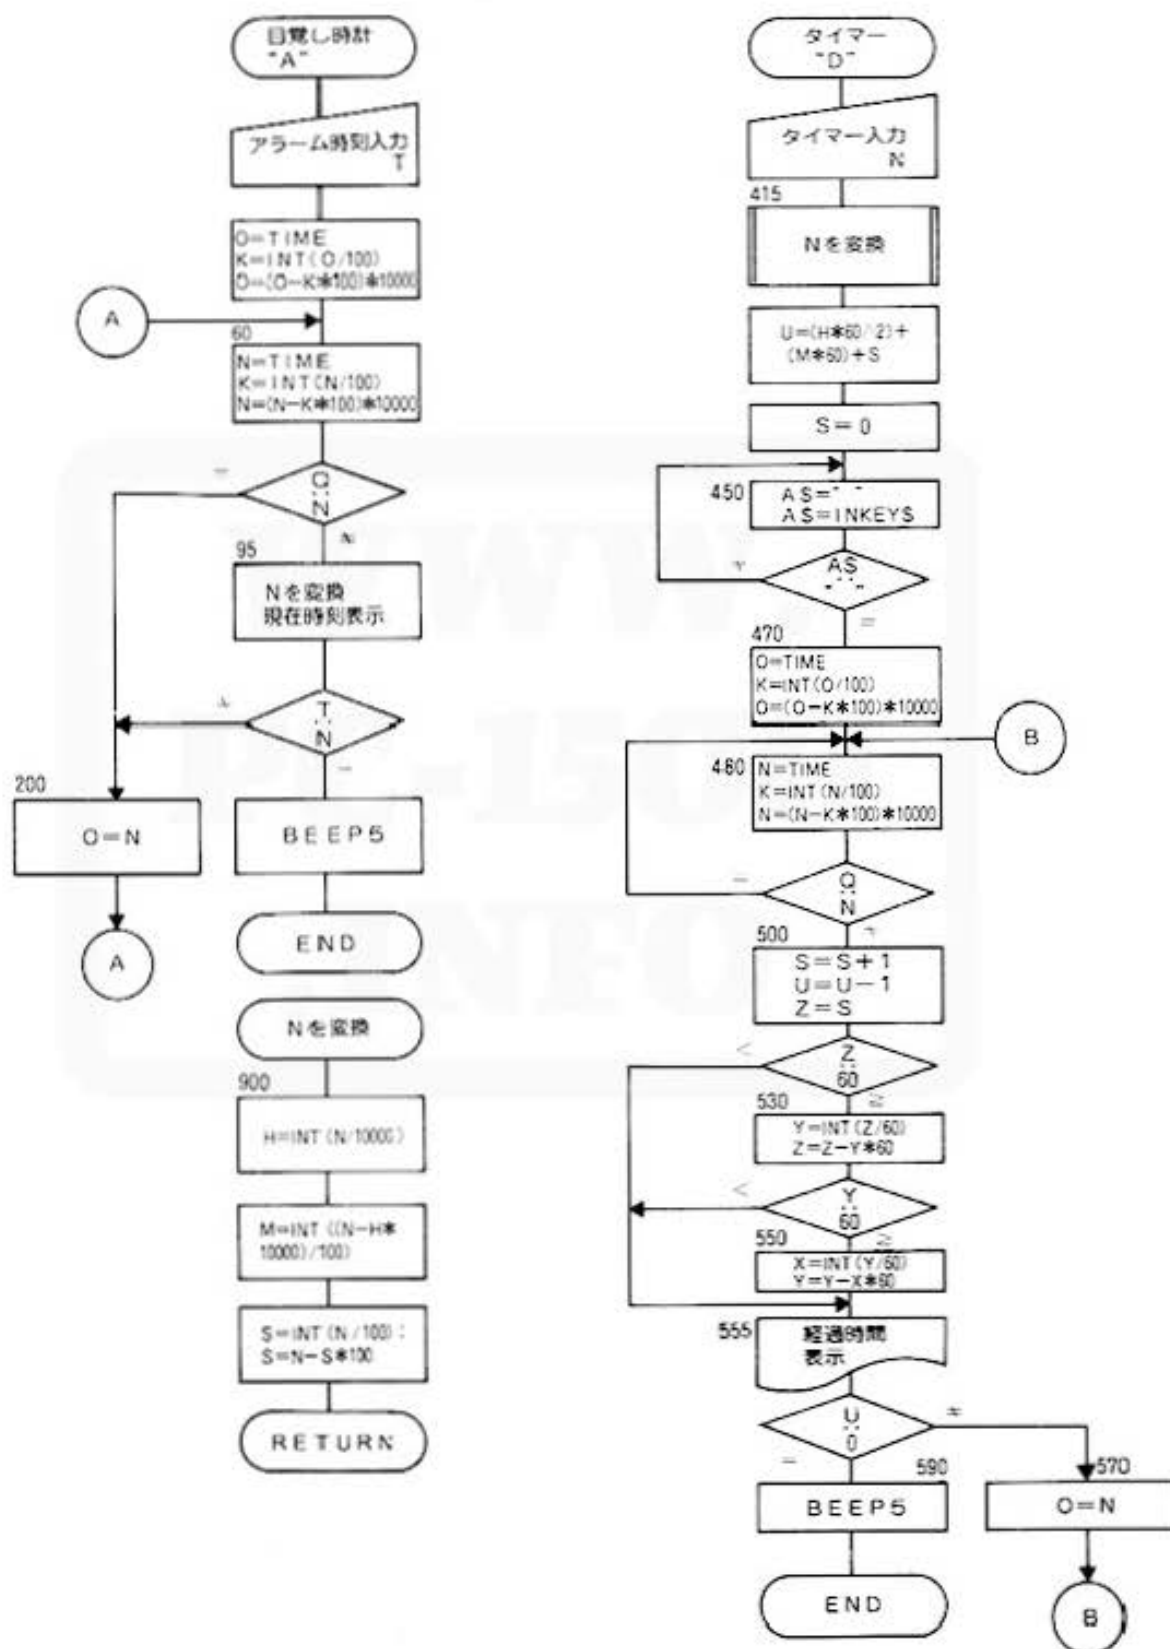 目覚し時計
"A"
アラーム時刻入力
T
O=TIME
K=INT(O/100)
O=(O-K*100)*10000
A
60
N=TIME
K=INT(N/100)
N=(N-K*100)*10000
=
O
:
N
≠
95
Nを変換
現在時刻表示
≠
T
:
N
=
200
O=N
BEEP5
A
END
Nを変換
900
H=INT(N/10000)
M=INT((N-H*
10000)/100)
S=INT(N/100):
S=N-S*100
RETURN
タイマー
"D"
タイマー入力
N
415
Nを変換
U=(H*60^2)+
(M*60)+S
S=0
450
A$=" "
A$=INKEY$
≠
A$
:
" "
=
470
O=TIME
K=INT(O/100)
O=(O-K*100)*10000
B
480
N=TIME
K=INT(N/100)
N=(N-K*100)*10000
=
O
:
N
≠
500
S=S+1
U=U-1
Z=S
<
Z
:
60
≧
530
Y=INT(Z/60)
Z=Z-Y*60
<
Y
:
60
≧
550
X=INT(Y/60)
Y=Y-X*60
555
経過時間
表示
U
:
0
≠
=
590
BEEP5
570
O=N
END
B
WWW.
PC-1500
INFO